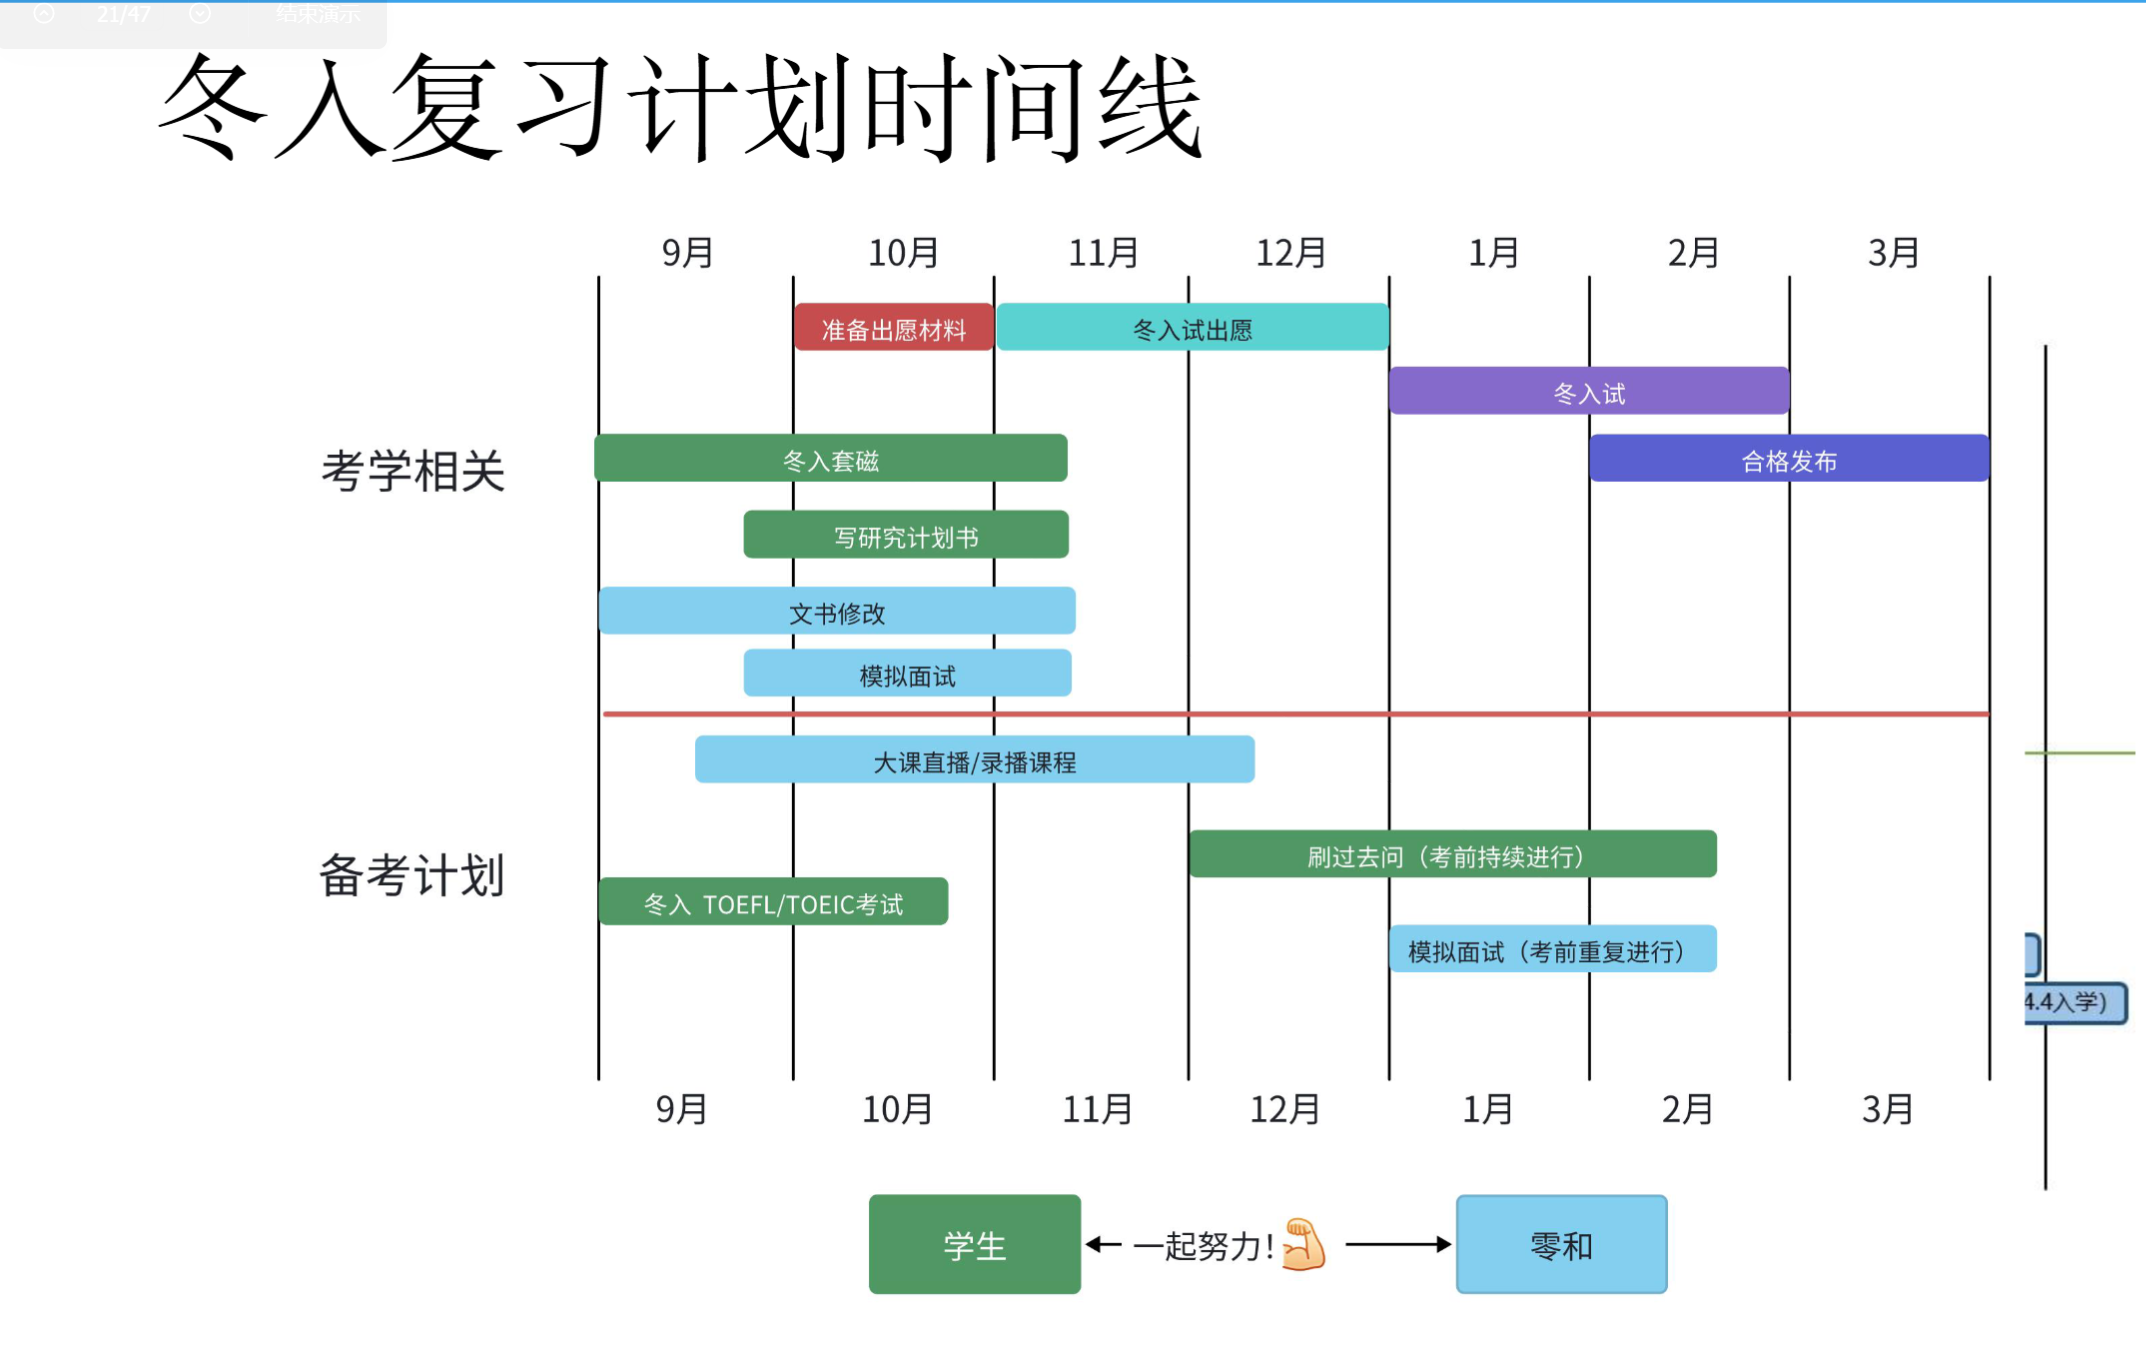 21/47 结束演示
冬入复习计划时间线
9月 10月 11月 12月 1月 2月 3月
准备出愿材料 冬入试出愿
冬入试
考学相关
冬入套磁 合格发布
写研究计划书
文书修改
模拟面试
大课直播/录播课程
备考计划
刷过去问（考前持续进行）
冬入 TOEFL/TOEIC考试
模拟面试（考前重复进行）
4.4入学）
9月 10月 11月 12月 1月 2月 3月
学生 一起努力！ 零和